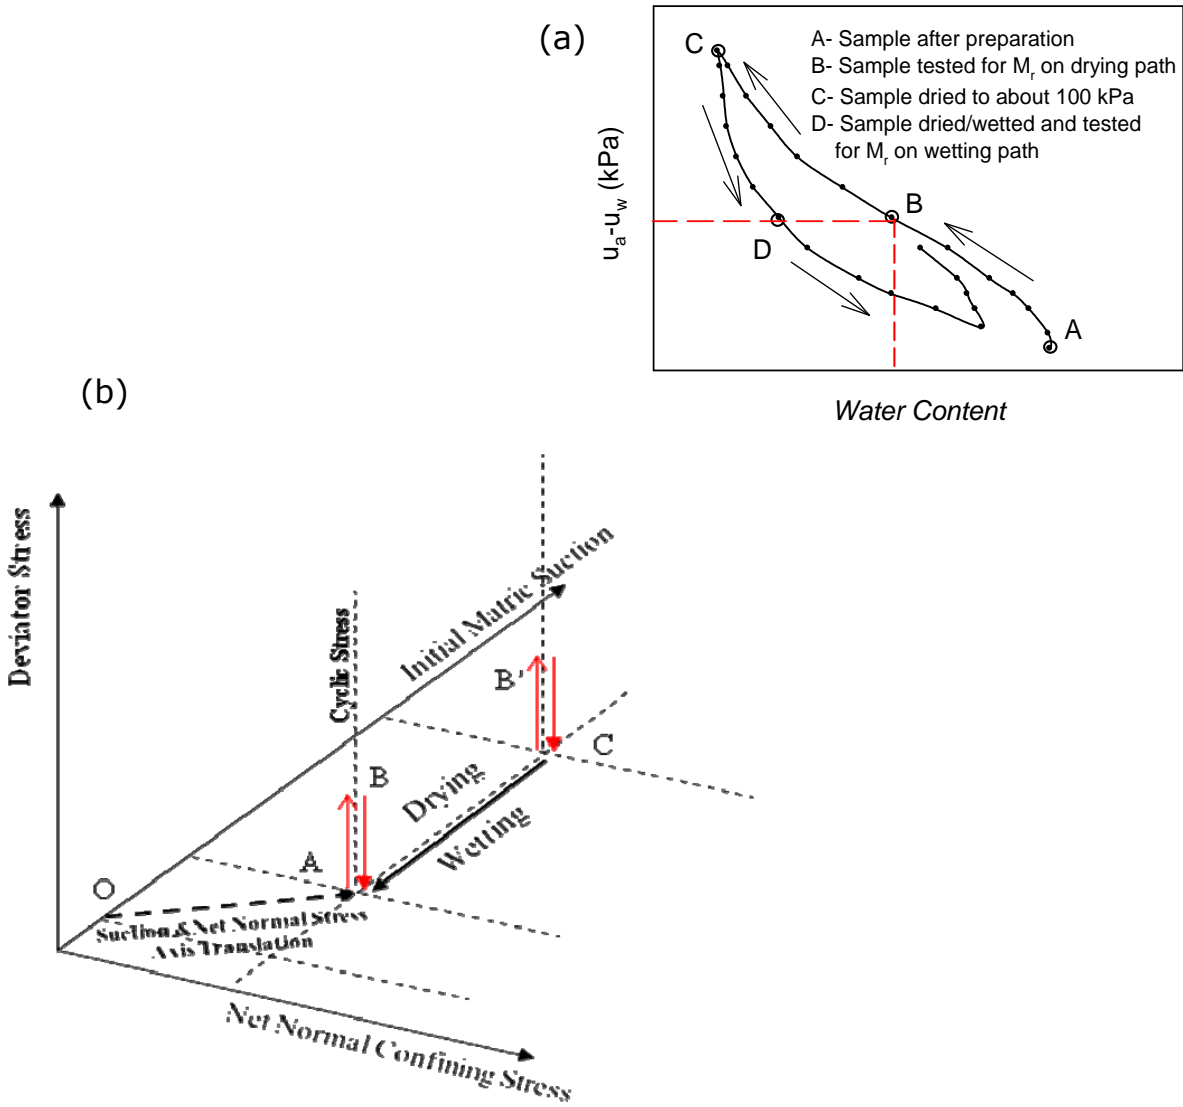 (a)
C
A- Sample after preparation
B- Sample tested for Mr on drying path
C- Sample dried to about 100 kPa
D- Sample dried/wetted and tested
for Mr on wetting path
ua-uw (kPa)
B
D
A
Water Content
(b)
Deviator Stress
Cyclic Stress
Initial Matric Suction
B'
C
B
Drying
Wetting
A
O
Suction & Net Normal Stress
Axis Translation
Net Normal Confining Stress